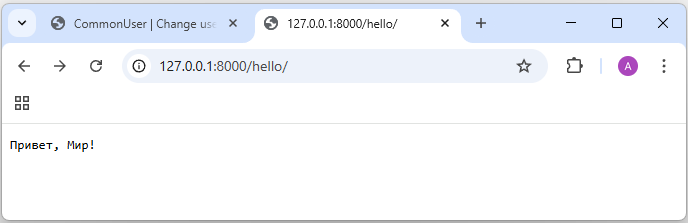 CommonUser | Change use
127.0.0.1:8000/hello/
127.0.0.1:8000/hello/
A
Привет, Мир!